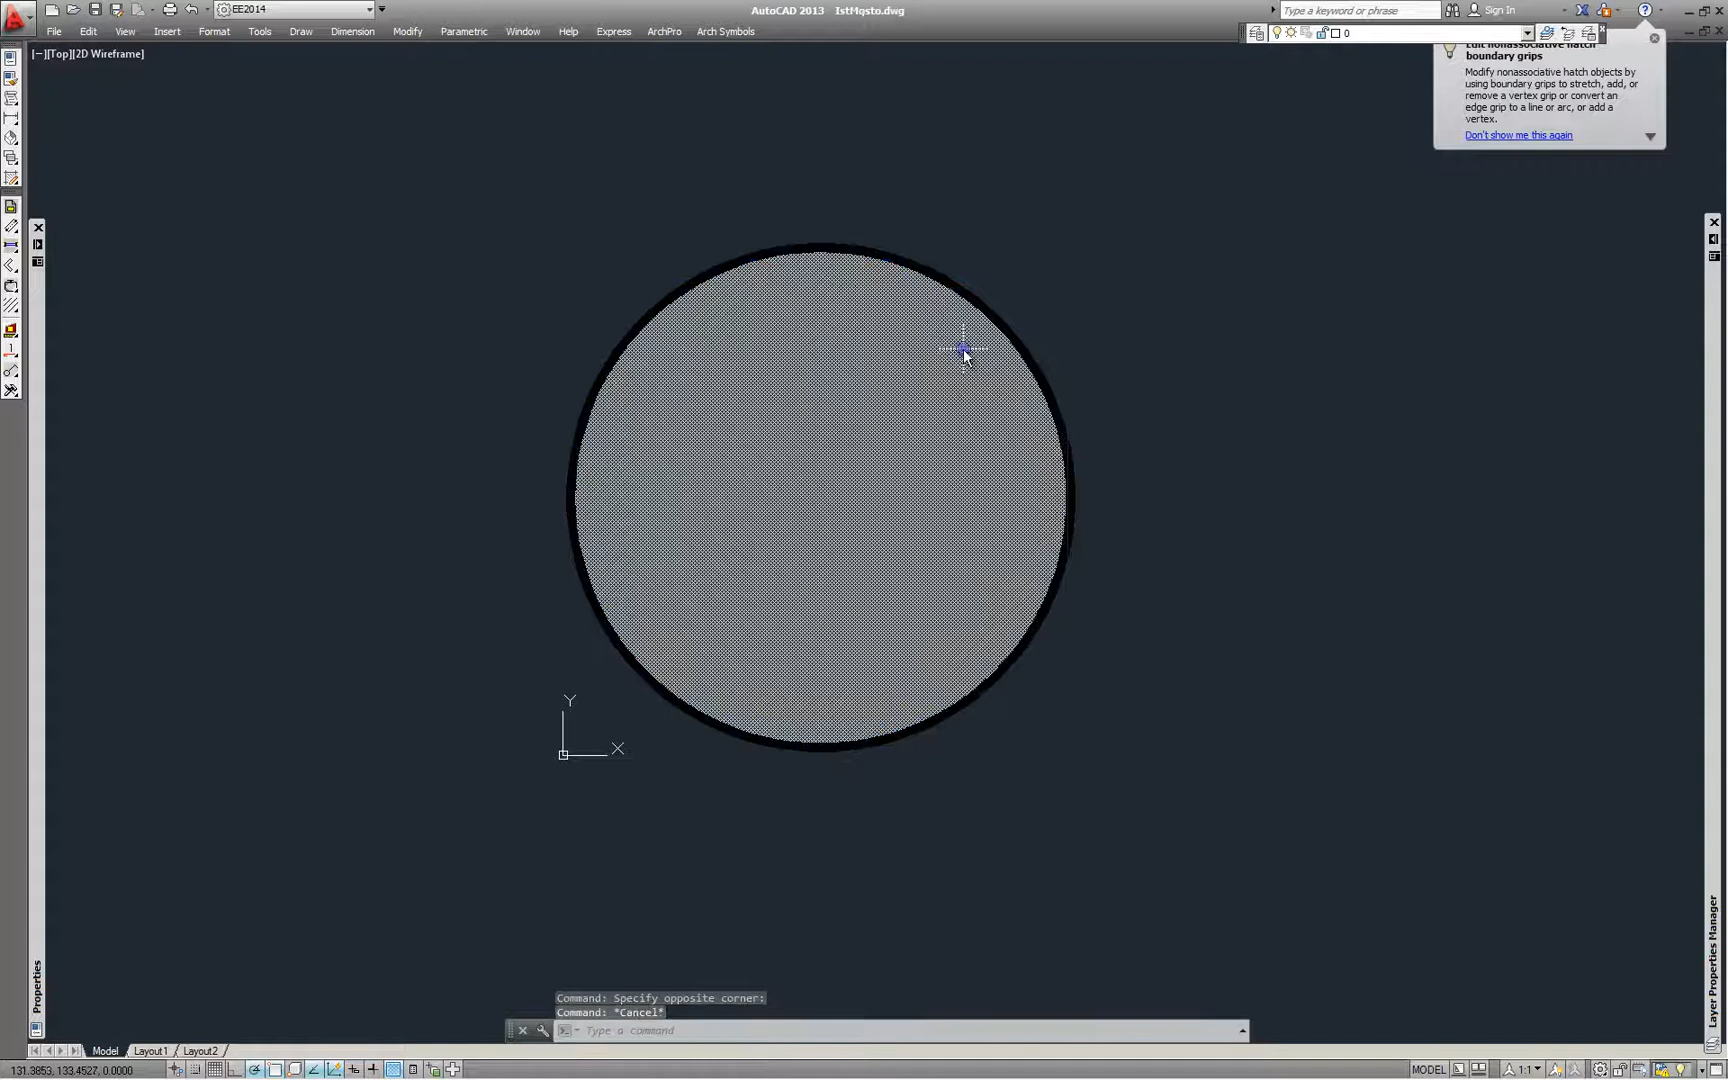 EE2014
AutoCAD 2013 IstMqsto.dwg
Type a keyword or phrase
Sign In
File Edit View Insert Format Tools Draw Dimension Modify Parametric Window Help Express ArchPro Arch Symbols
0
[−][Top][2D Wireframe]
Edit nonassociative hatch
boundary grips
Modify nonassociative hatch objects by
using boundary grips to stretch, add, or
remove a vertex grip or convert an
edge grip to a line or arc, or add a
vertex.
Don't show me this again
Y
X
Properties
Layer Properties Manager
Command: Specify opposite corner:
Command: *Cancel*
Type a command
Model Layout1 Layout2
131.3853, 133.4527, 0.0000
MODEL
1:1